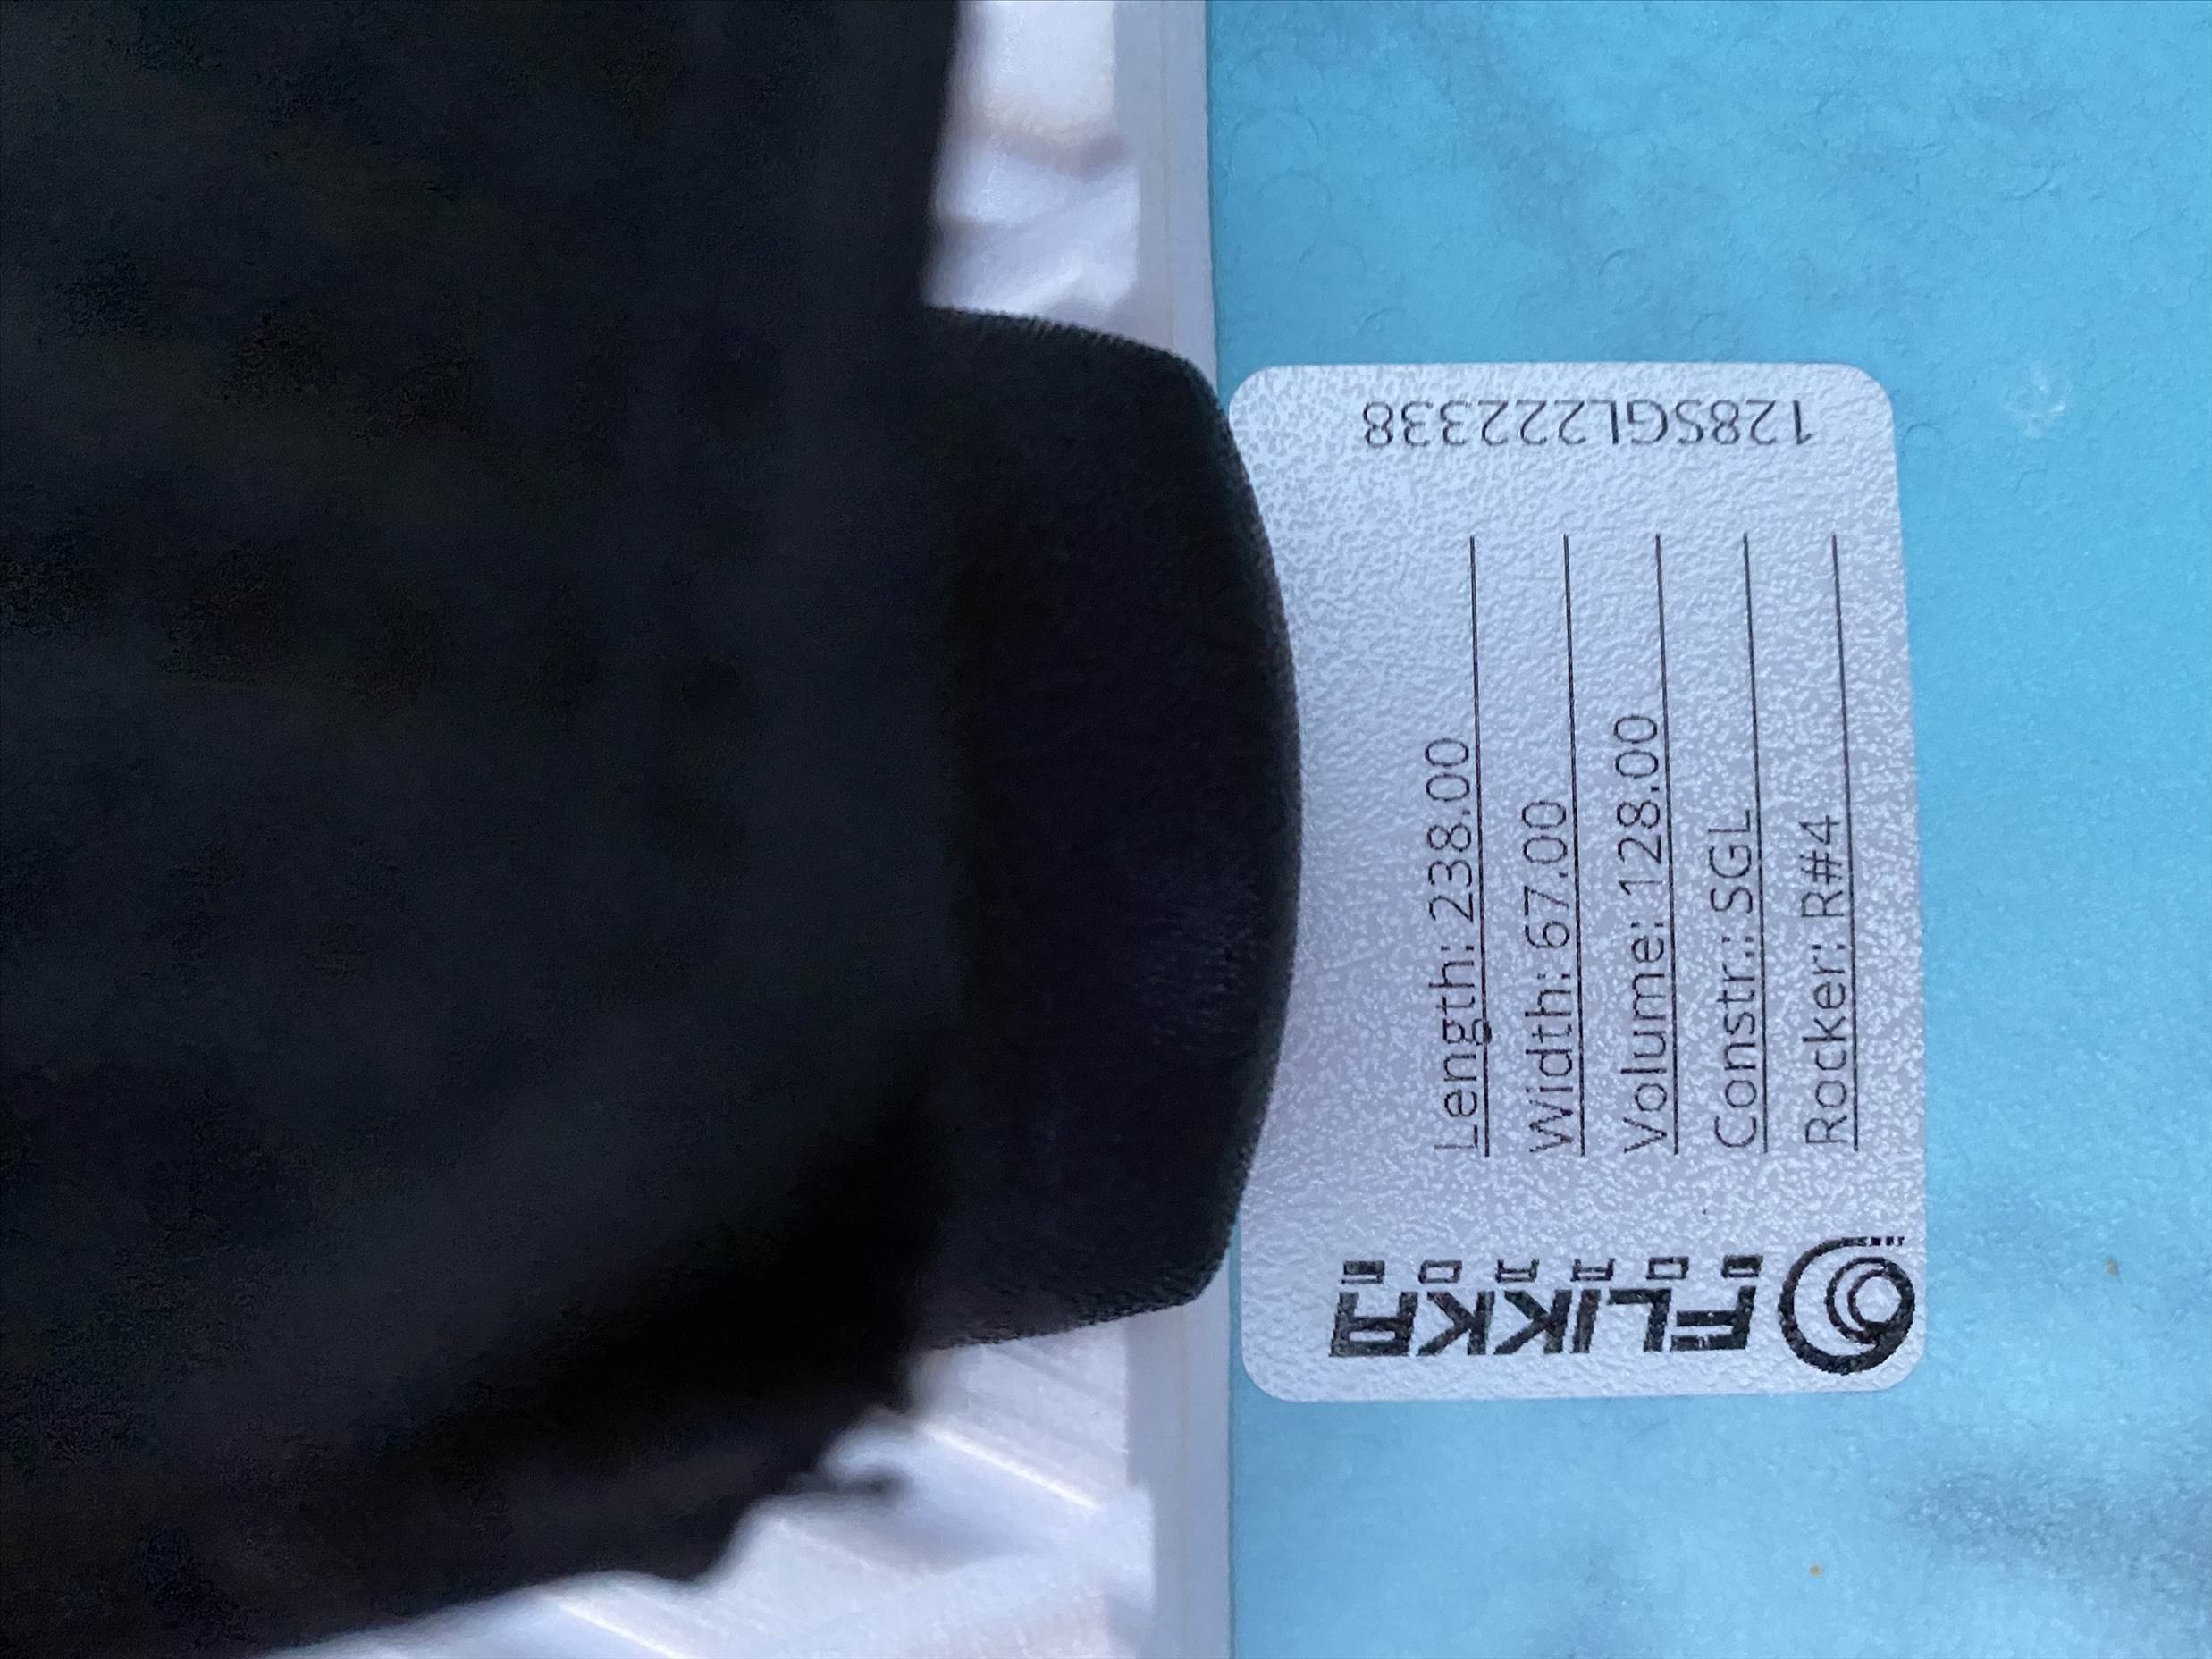 FLIKKA
BOARDS
Length: 238.00
Width: 67.00
Volume: 128.00
Constr.: SGL
Rocker: R#4
128SGL222338